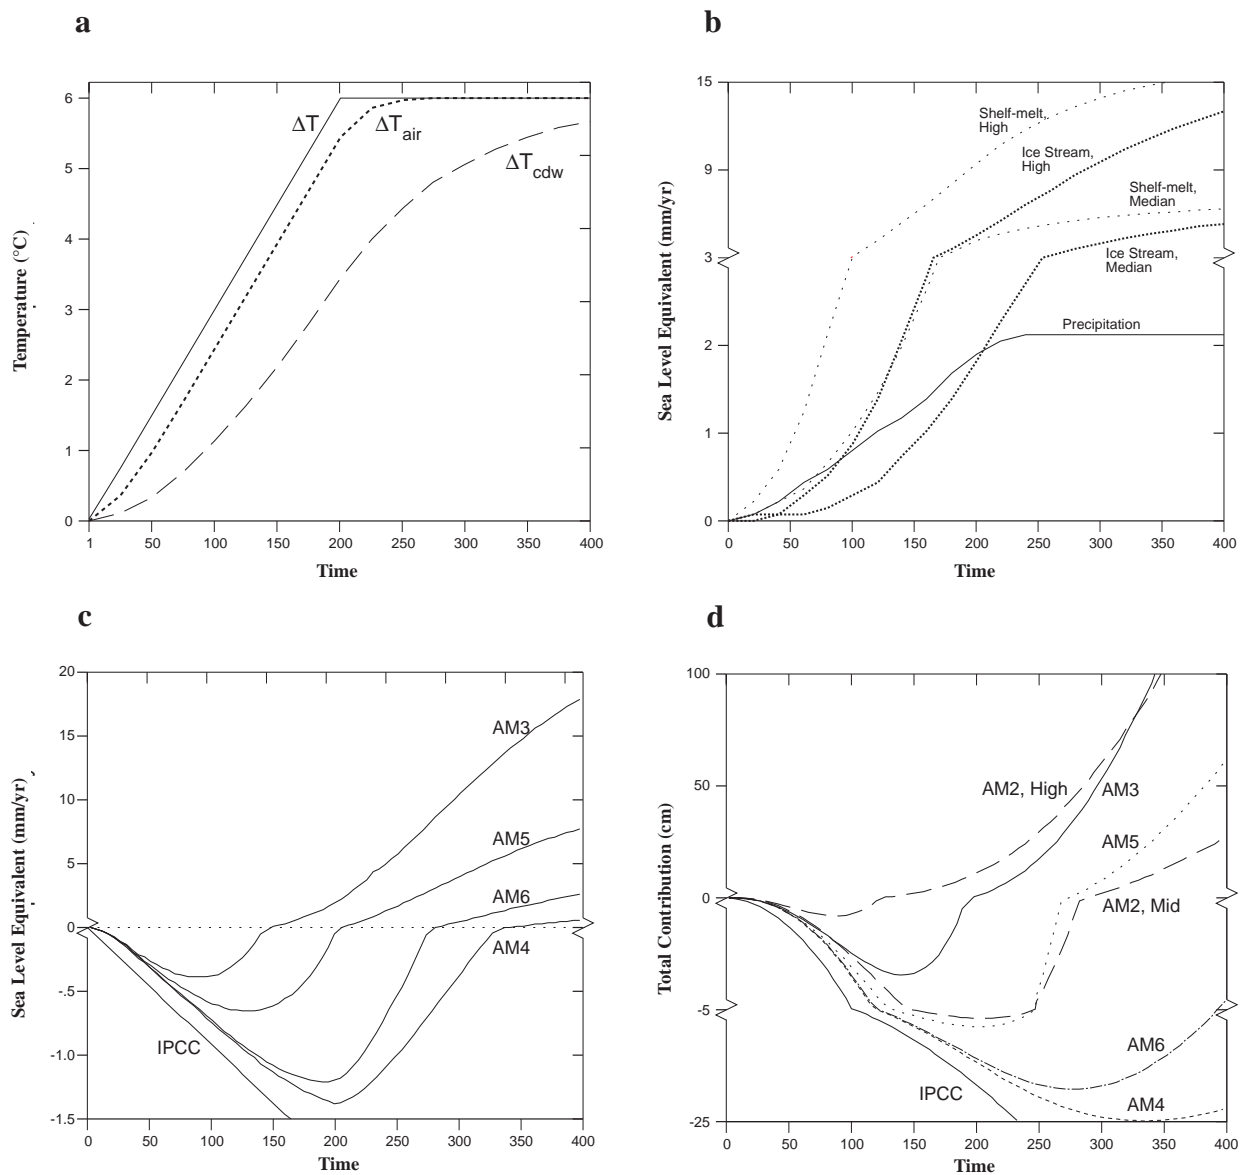 a
Temperature (°C)
6
5
4
3
2
1
0
ΔT
ΔTair
ΔTcdw
1 50 100 150 200 250 300 350 400
Time
b
Sea Level Equivalent (mm/yr)
15
9
3
2
1
0
Shelf-melt,
High
Ice Stream,
High
Shelf-melt,
Median
Ice Stream,
Median
Precipitation
0 50 100 150 200 250 300 350 400
Time
c
Sea Level Equivalent (mm/yr)
20
15
10
5
0
-.5
-1.0
-1.5
AM3
AM5
AM6
AM4
IPCC
0 50 100 150 200 250 300 350 400
Time
d
Total Contribution (cm)
100
50
0
-5
-25
AM2, High
AM3
AM5
AM2, Mid
AM6
IPCC
AM4
0 50 100 150 200 250 300 350 400
Time